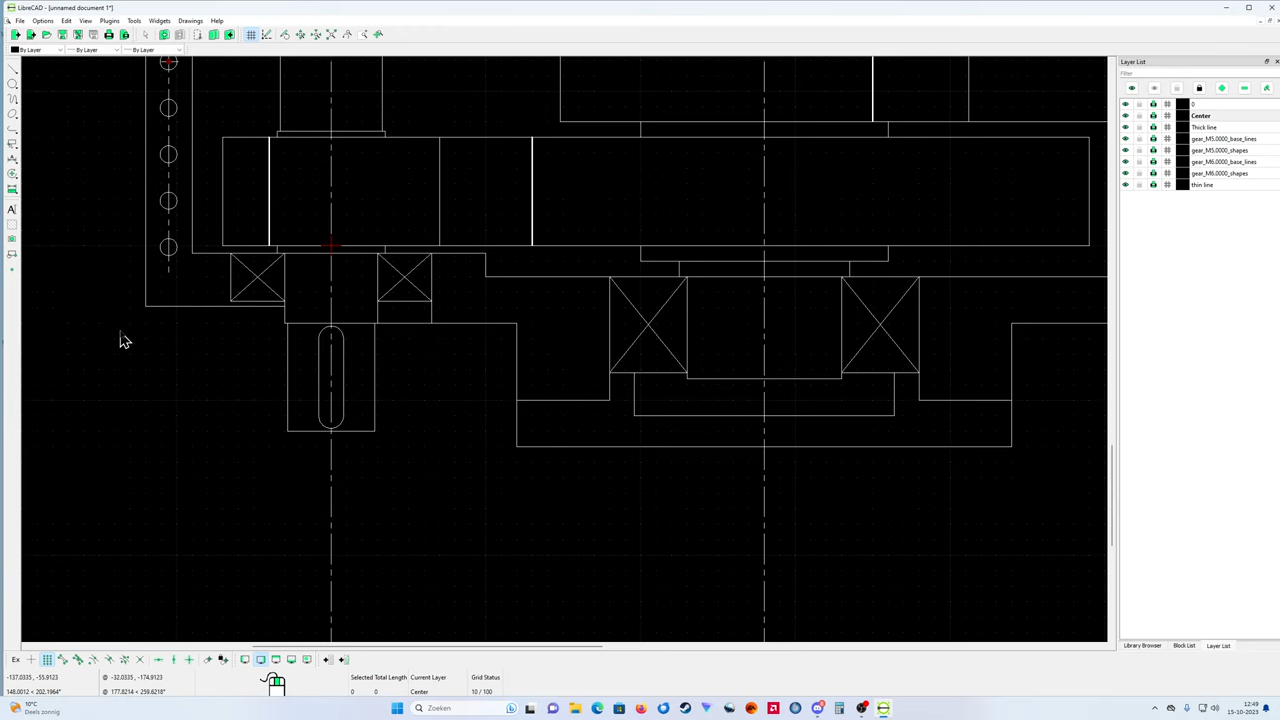 LibreCAD - [unnamed document 1*]
File Options Edit View Plugins Tools Widgets Drawings Help
By Layer By Layer By Layer
Layer List
Filter
0
Center
Thick line
gear_M5.0000_base_lines
gear_M5.0000_shapes
gear_M6.0000_base_lines
gear_M6.0000_shapes
thin line
Library Browser Block List Layer List
Ex
-137.0335, -55.9123 @ -32.0335, -174.9123 Selected Total Length Current Layer Grid Status
148.0012 < 202.1964° @ 177.8214 < 259.6218° 0 0 Center 10 / 100
10°C
Deels zonnig
Zoeken
12:49
15-10-2023